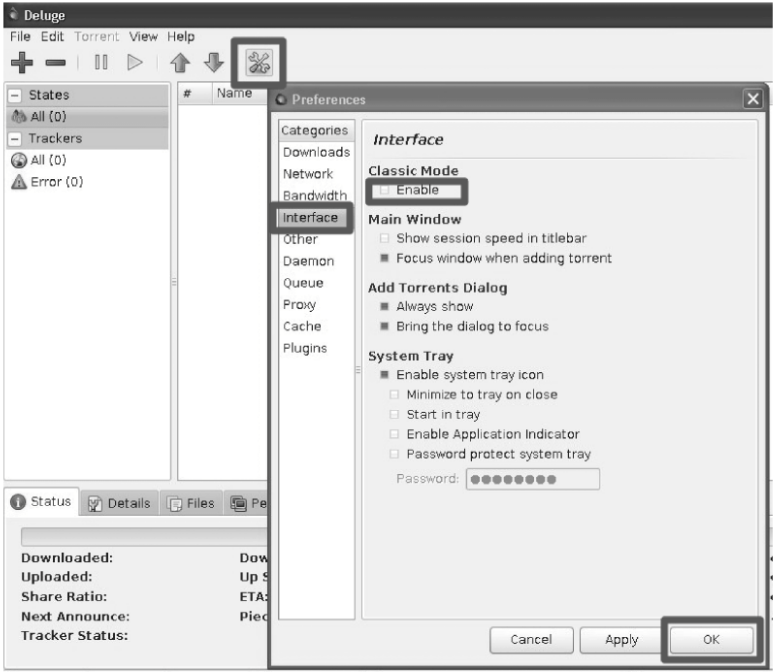 Deluge
File Edit Torrent View Help
# Name
States
All (0)
Trackers
All (0)
Error (0)
Preferences
Categories
Downloads
Network
Bandwidth
Interface
Other
Daemon
Queue
Proxy
Cache
Plugins
Interface
Classic Mode
Enable
Main Window
Show session speed in titlebar
Focus window when adding torrent
Add Torrents Dialog
Always show
Bring the dialog to focus
System Tray
Enable system tray icon
Minimize to tray on close
Start in tray
Enable Application Indicator
Password protect system tray
Password:
Cancel Apply OK
Status Details Files Pe
Downloaded: Dow
Uploaded: Up S
Share Ratio: ETA:
Next Announce: Piec
Tracker Status: